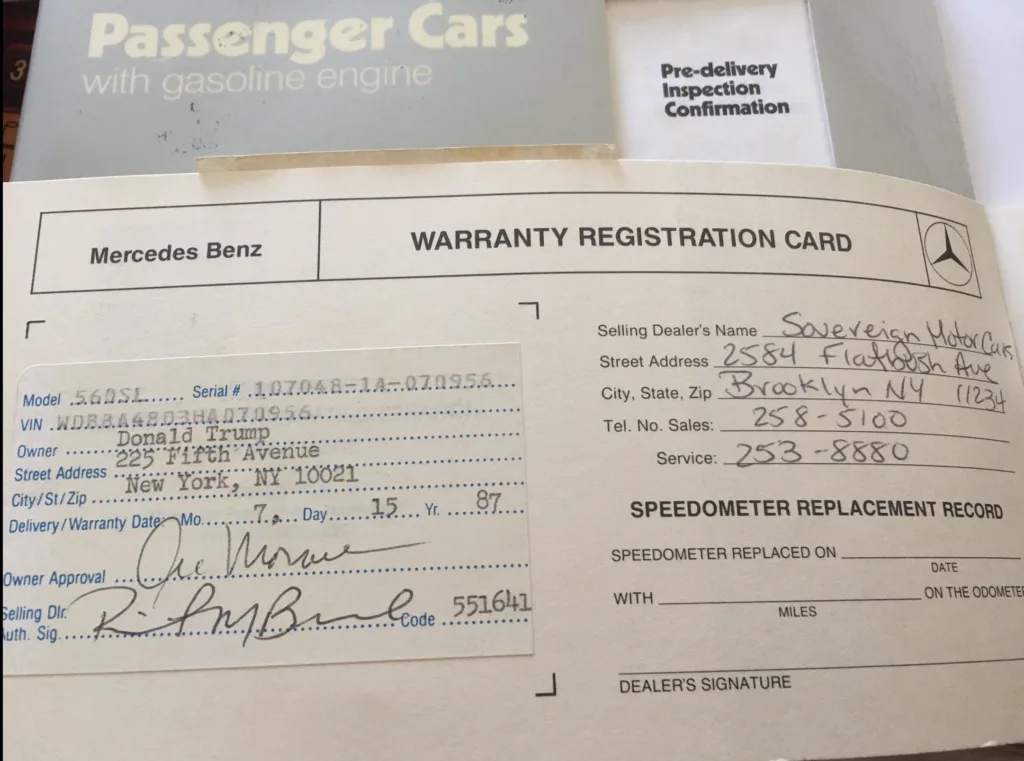 Passenger Cars
with gasoline engine
3
Pre-delivery
Inspection
Confirmation
Mercedes Benz
WARRANTY REGISTRATION CARD
Model 560SL Serial # 107048-1A-070956
VIN WDBBA48D3HA070956
Owner Donald Trump
Street Address 225 Fifth Avenue
City/St/Zip New York, NY 10021
Delivery/Warranty Date Mo. 7. Day 15 Yr. 87
Owner Approval
Selling Dlr.
Auth. Sig. Code 551641
Selling Dealer's Name Sovereign Motor Cars
Street Address 2584 Flatbush Ave
City, State, Zip Brooklyn NY 11234
Tel. No. Sales: 258-5100
Service: 253-8880
SPEEDOMETER REPLACEMENT RECORD
SPEEDOMETER REPLACED ON
DATE
WITH ON THE ODOMETER
MILES
DEALER'S SIGNATURE